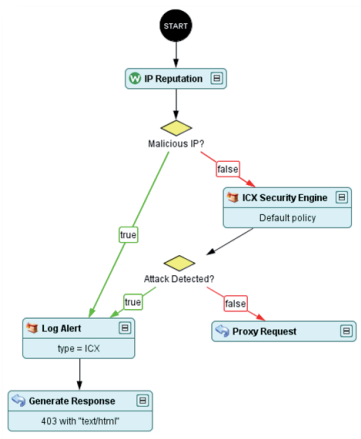 START
IP Reputation
Malicious IP?
false
ICX Security Engine
Default policy
true
Attack Detected?
true
false
Log Alert
type = ICX
Proxy Request
Generate Response
403 with "text/html"